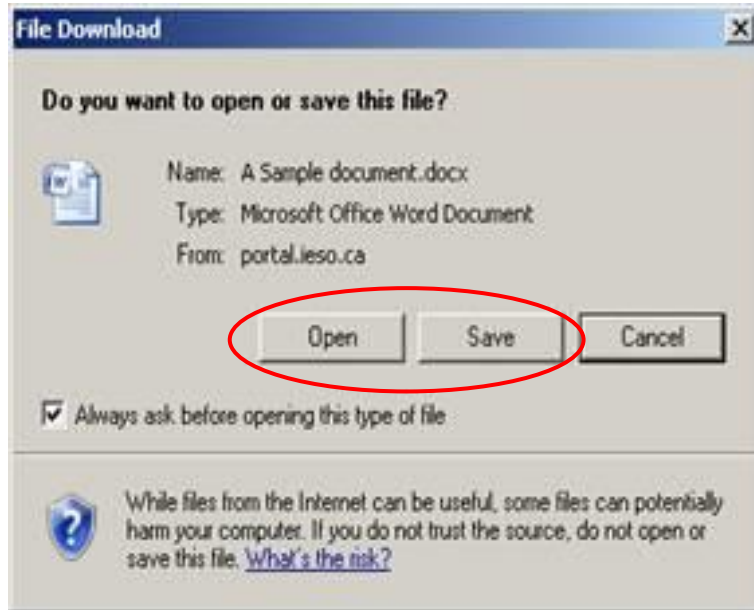 File Download
Do you want to open or save this file?
Name: A Sample document.docx
Type: Microsoft Office Word Document
From: portal.ieso.ca
Open Save Cancel
Always ask before opening this type of file
While files from the Internet can be useful, some files can potentially
harm your computer. If you do not trust the source, do not open or
save this file. What's the risk?